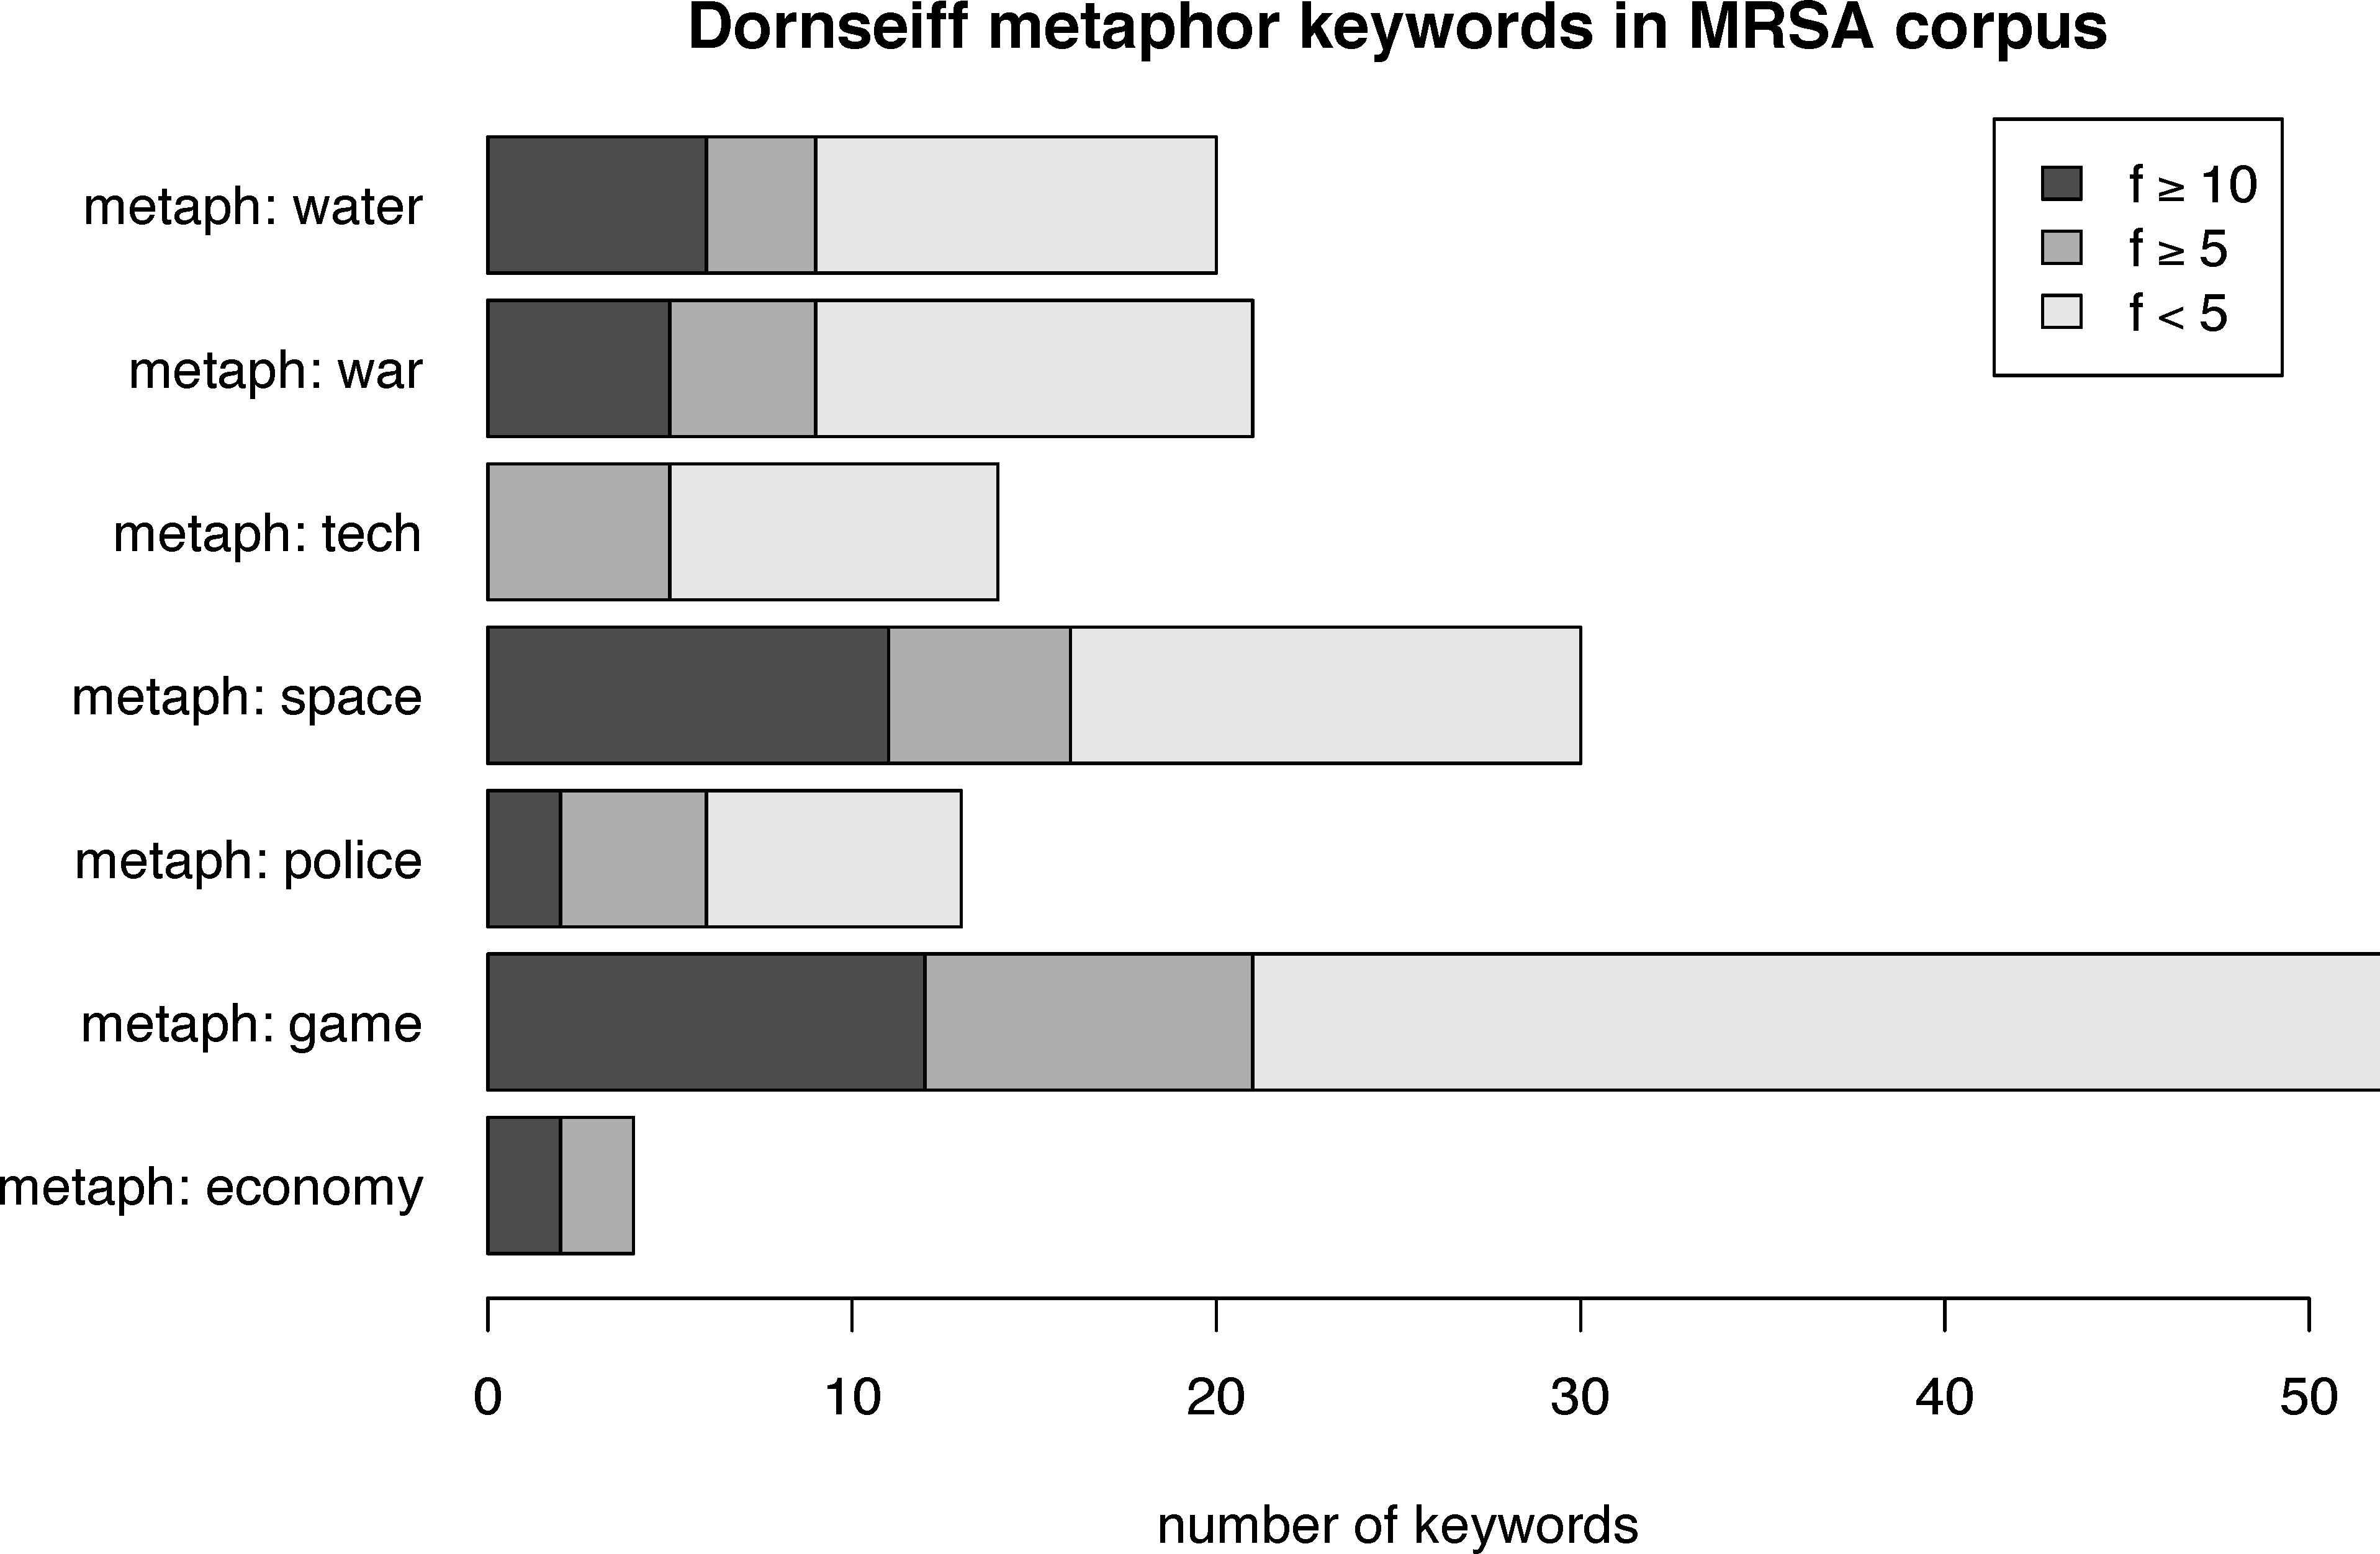 Dornseiff metaphor keywords in MRSA corpus
f ≥ 10
f ≥ 5
f < 5
metaph: water
metaph: war
metaph: tech
metaph: space
metaph: police
metaph: game
metaph: economy
0 10 20 30 40 50
number of keywords